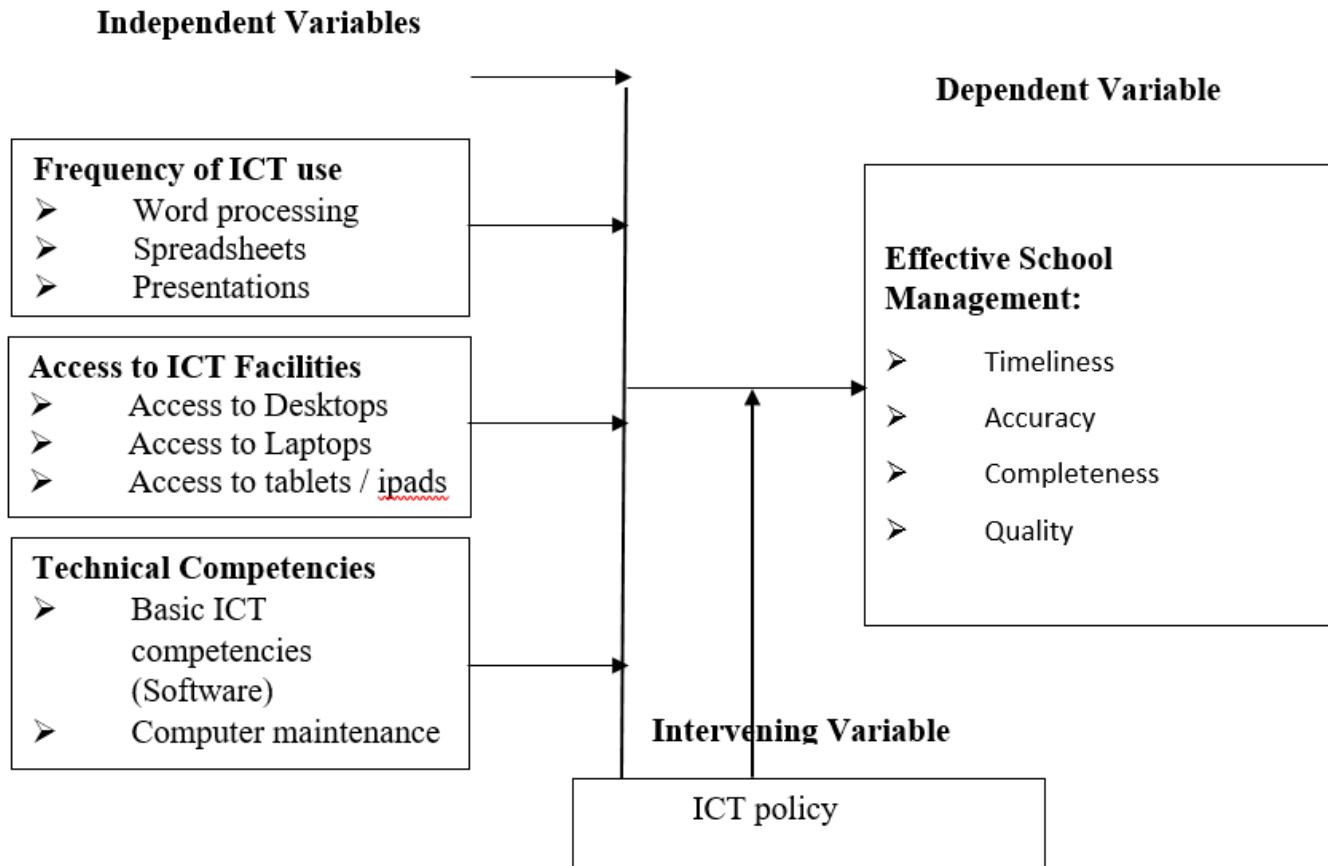 Independent Variables
Dependent Variable
Frequency of ICT use
➢ Word processing
➢ Spreadsheets
➢ Presentations
Access to ICT Facilities
➢ Access to Desktops
➢ Access to Laptops
➢ Access to tablets / ipads
Technical Competencies
➢ Basic ICT
competencies
(Software)
➢ Computer maintenance
Effective School
Management:
➢ Timeliness
➢ Accuracy
➢ Completeness
➢ Quality
Intervening Variable
ICT policy